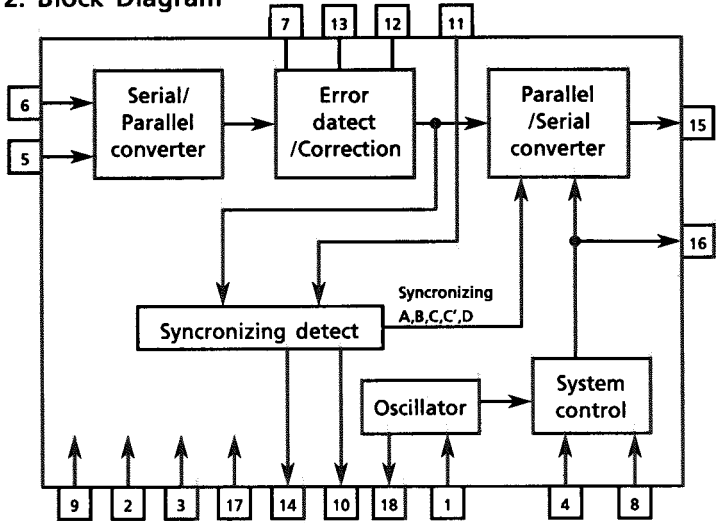 2. Block Diagram
7 13 12 11
6
5
Serial/
Parallel
converter
Error
datect
/Correction
Parallel
/Serial
converter
15
16
Syncronizing
A,B,C,C',D
Syncronizing detect
Oscillator
System
control
9 2 3 17 14 10 18 1 4 8